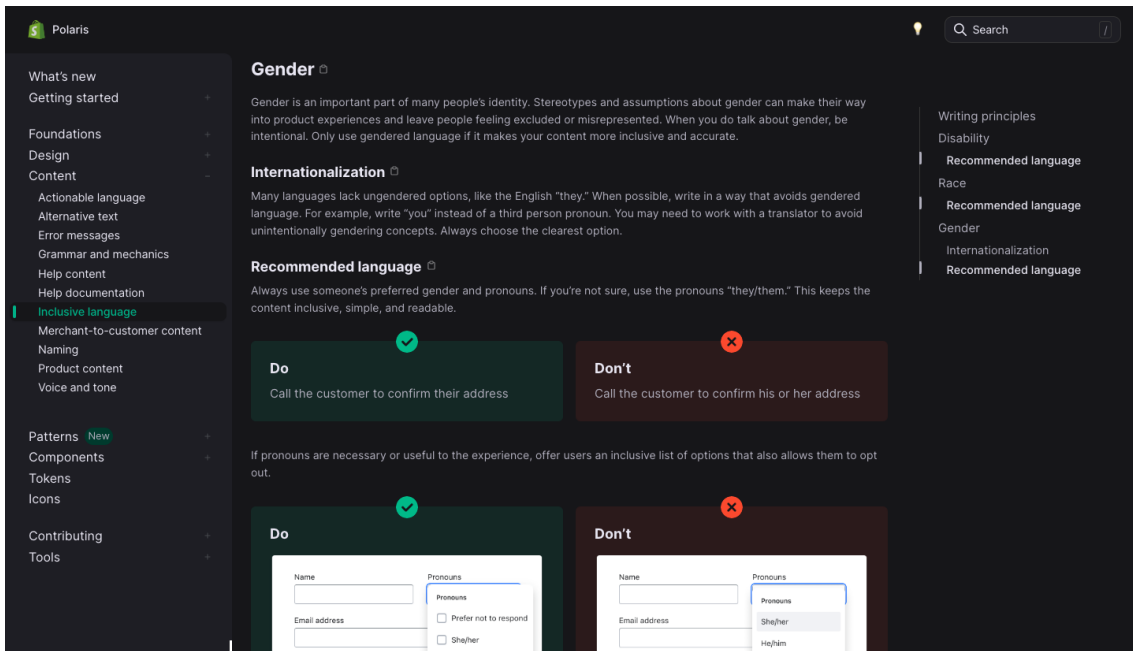 Polaris
Search
/
What's new
Getting started
Foundations
Design
Content
Actionable language
Alternative text
Error messages
Grammar and mechanics
Help content
Help documentation
Inclusive language
Merchant-to-customer content
Naming
Product content
Voice and tone
Patterns New
Components
Tokens
Icons
Contributing
Tools
Gender
Gender is an important part of many people's identity. Stereotypes and assumptions about gender can make their way
into product experiences and leave people feeling excluded or misrepresented. When you do talk about gender, be
intentional. Only use gendered language if it makes your content more inclusive and accurate.
Internationalization
Many languages lack ungendered options, like the English "they." When possible, write in a way that avoids gendered
language. For example, write "you" instead of a third person pronoun. You may need to work with a translator to avoid
unintentionally gendering concepts. Always choose the clearest option.
Recommended language
Always use someone's preferred gender and pronouns. If you're not sure, use the pronouns "they/them." This keeps the
content inclusive, simple, and readable.
Do
Call the customer to confirm their address
Don't
Call the customer to confirm his or her address
If pronouns are necessary or useful to the experience, offer users an inclusive list of options that also allows them to opt
out.
Do
Name
Pronouns
Pronouns
Prefer not to respond
Email address
She/her
Don't
Name
Pronouns
Pronouns
She/her
Email address
He/him
Writing principles
Disability
Recommended language
Race
Recommended language
Gender
Internationalization
Recommended language